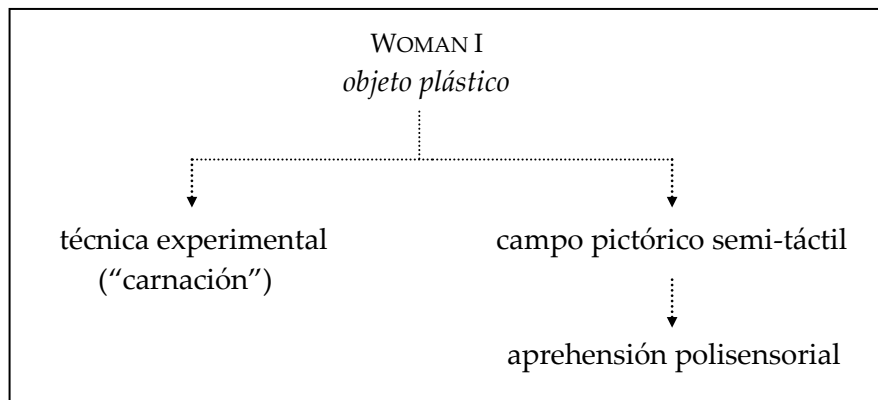 WOMAN I
objeto plástico
técnica experimental
(“carnación”)
campo pictórico semi-táctil
aprehensión polisensorial